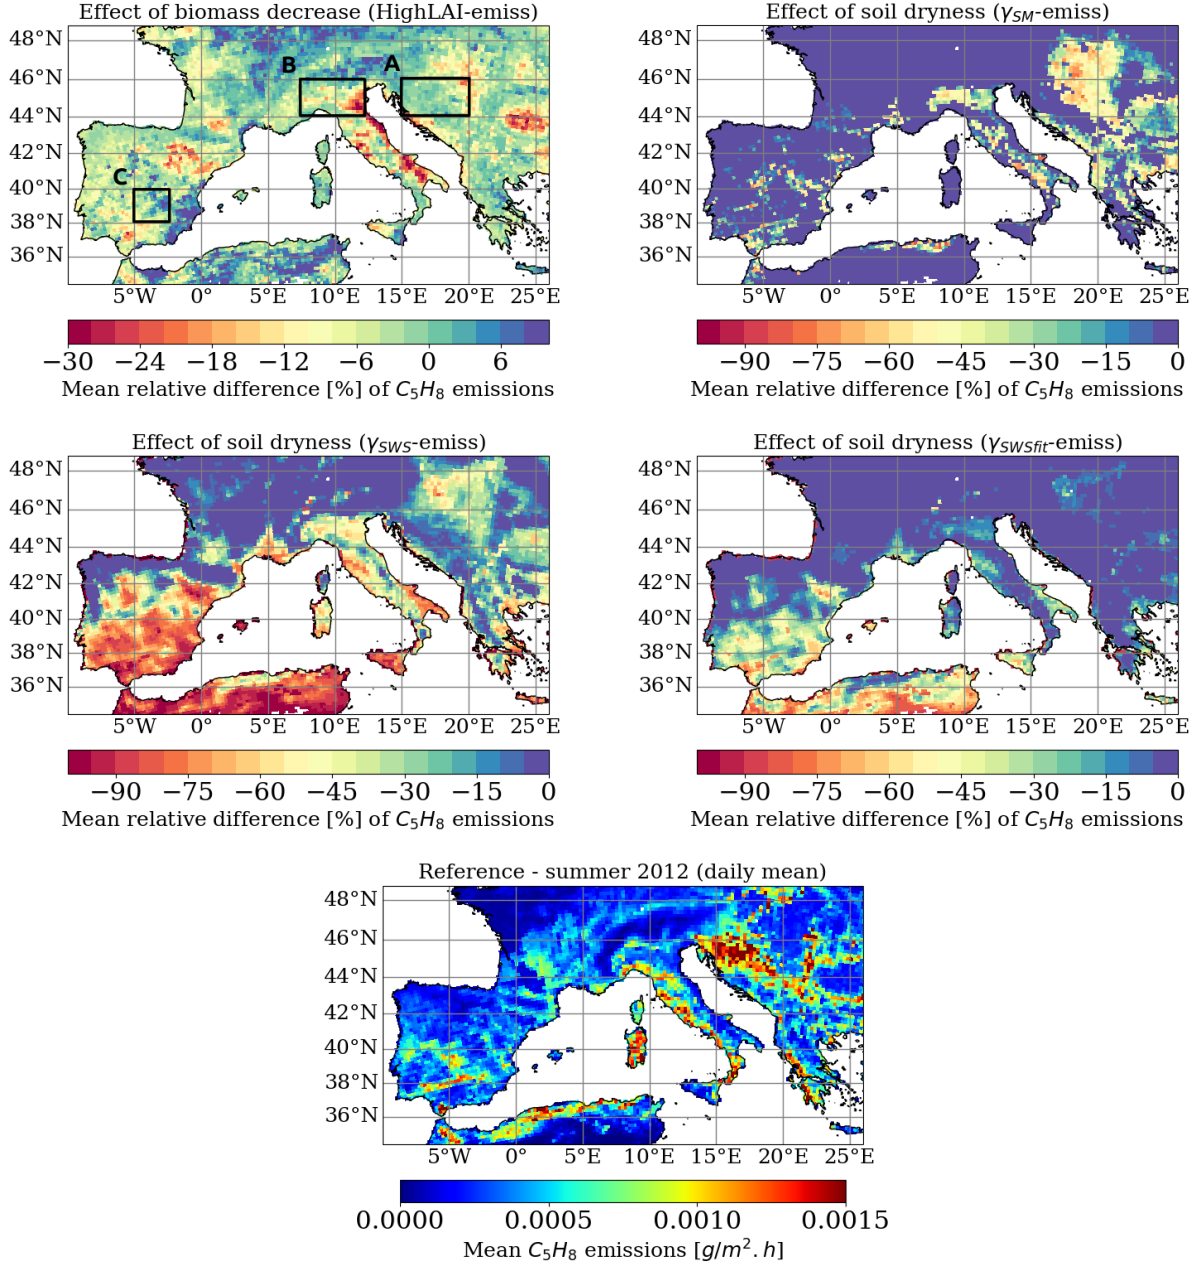 Effect of biomass decrease (HighLAI-emiss)
48°N
46°N
44°N
42°N
40°N
38°N
36°N
B
A
C
5°W 0° 5°E 10°E 15°E 20°E 25°E
−30 −24 −18 −12 −6 0 6
Mean relative difference [%] of C₅H₈ emissions
Effect of soil dryness (γSM-emiss)
48°N
46°N
44°N
42°N
40°N
38°N
36°N
5°W 0° 5°E 10°E 15°E 20°E 25°E
−90 −75 −60 −45 −30 −15 0
Mean relative difference [%] of C₅H₈ emissions
Effect of soil dryness (γSWS-emiss)
48°N
46°N
44°N
42°N
40°N
38°N
36°N
5°W 0° 5°E 10°E 15°E 20°E 25°E
−90 −75 −60 −45 −30 −15 0
Mean relative difference [%] of C₅H₈ emissions
Effect of soil dryness (γSWSfit-emiss)
48°N
46°N
44°N
42°N
40°N
38°N
36°N
5°W 0° 5°E 10°E 15°E 20°E 25°E
−90 −75 −60 −45 −30 −15 0
Mean relative difference [%] of C₅H₈ emissions
Reference - summer 2012 (daily mean)
48°N
46°N
44°N
42°N
40°N
38°N
36°N
5°W 0° 5°E 10°E 15°E 20°E 25°E
0.0000 0.0005 0.0010 0.0015
Mean C₅H₈ emissions [g/m².h]